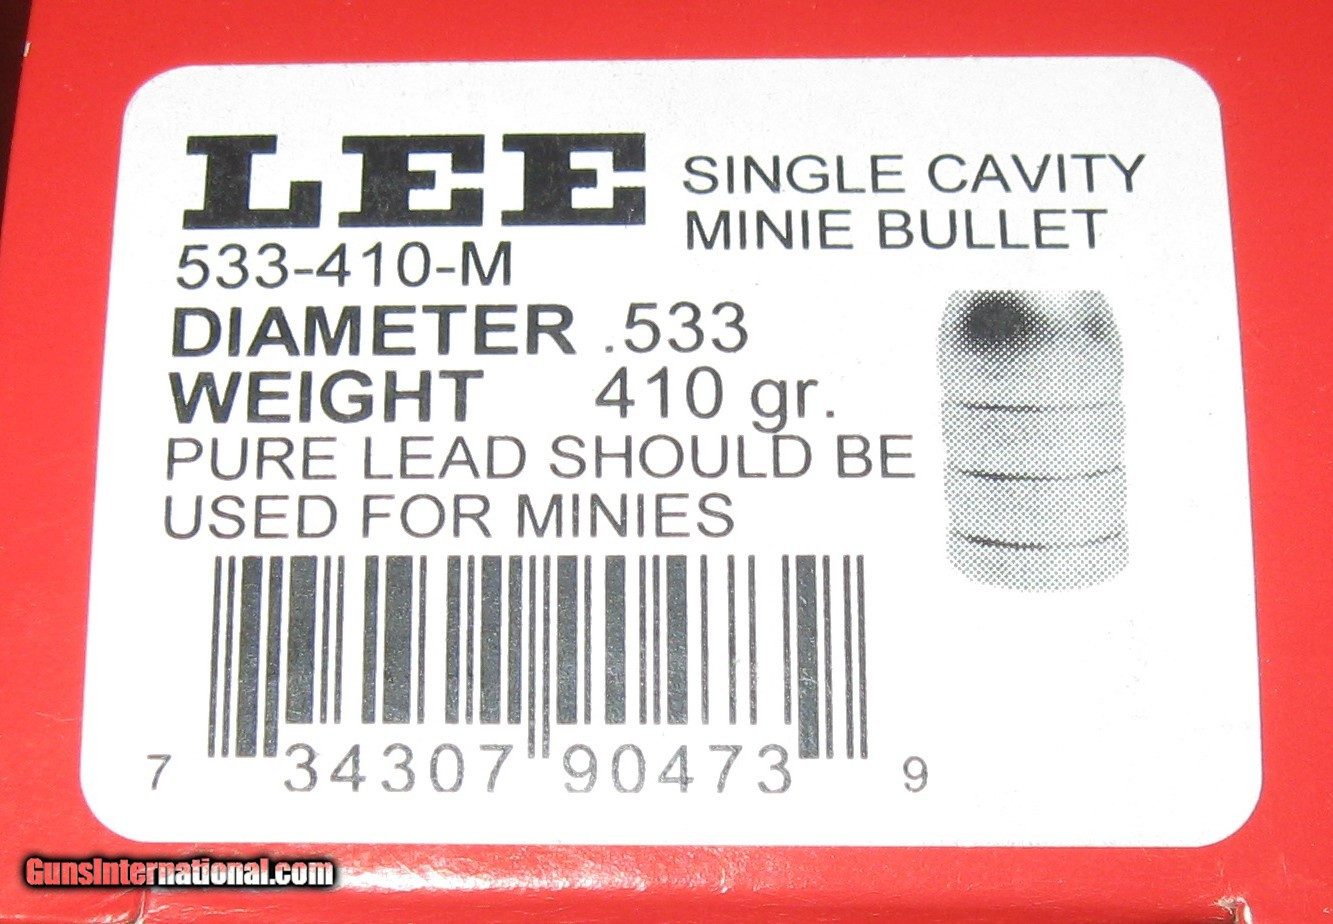 LEE
SINGLE CAVITY
MINIE BULLET
533-410-M
DIAMETER .533
WEIGHT 410 gr.
PURE LEAD SHOULD BE
USED FOR MINIES
7 34307 90473 9
GunsInternational.com